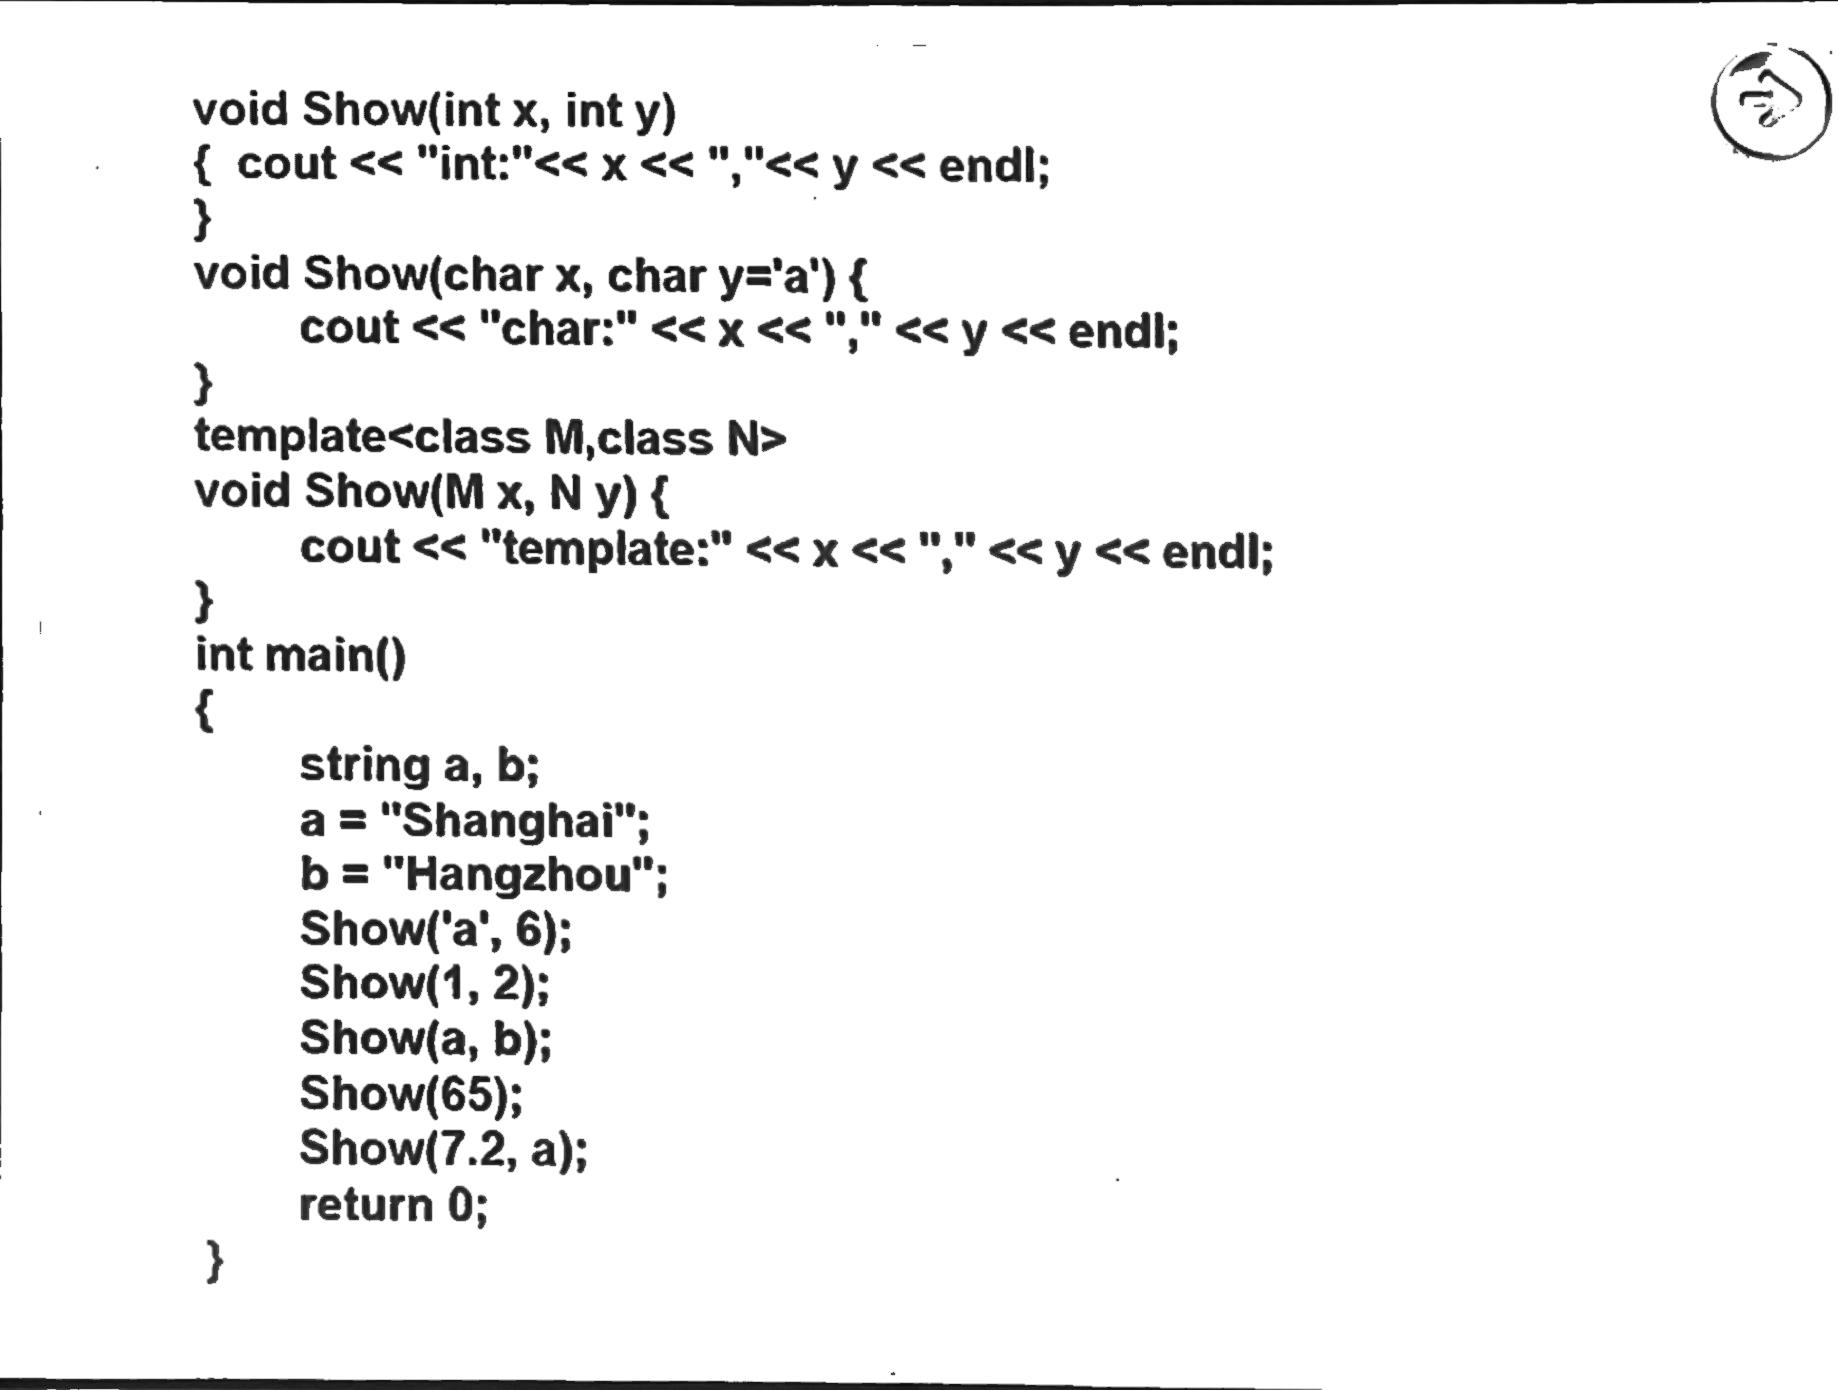 void Show(int x, int y)
{ cout << "int:"<< x << ","<< y << endl;
}
void Show(char x, char y='a') {
cout << "char:" << x << "," << y << endl;
}
template<class M,class N>
void Show(M x, N y) {
cout << "template:" << x << "," << y << endl;
}
int main()
{
string a, b;
a = "Shanghai";
b = "Hangzhou";
Show('a', 6);
Show(1, 2);
Show(a, b);
Show(65);
Show(7.2, a);
return 0;
}